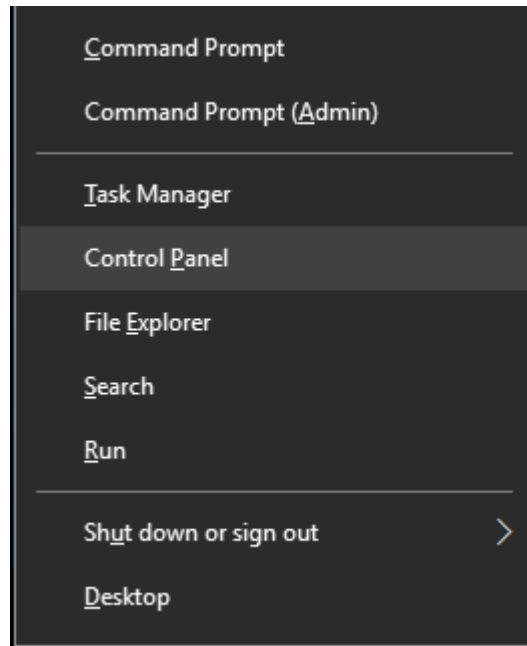 Command Prompt
Command Prompt (Admin)
Task Manager
Control Panel
File Explorer
Search
Run
Shut down or sign out
Desktop